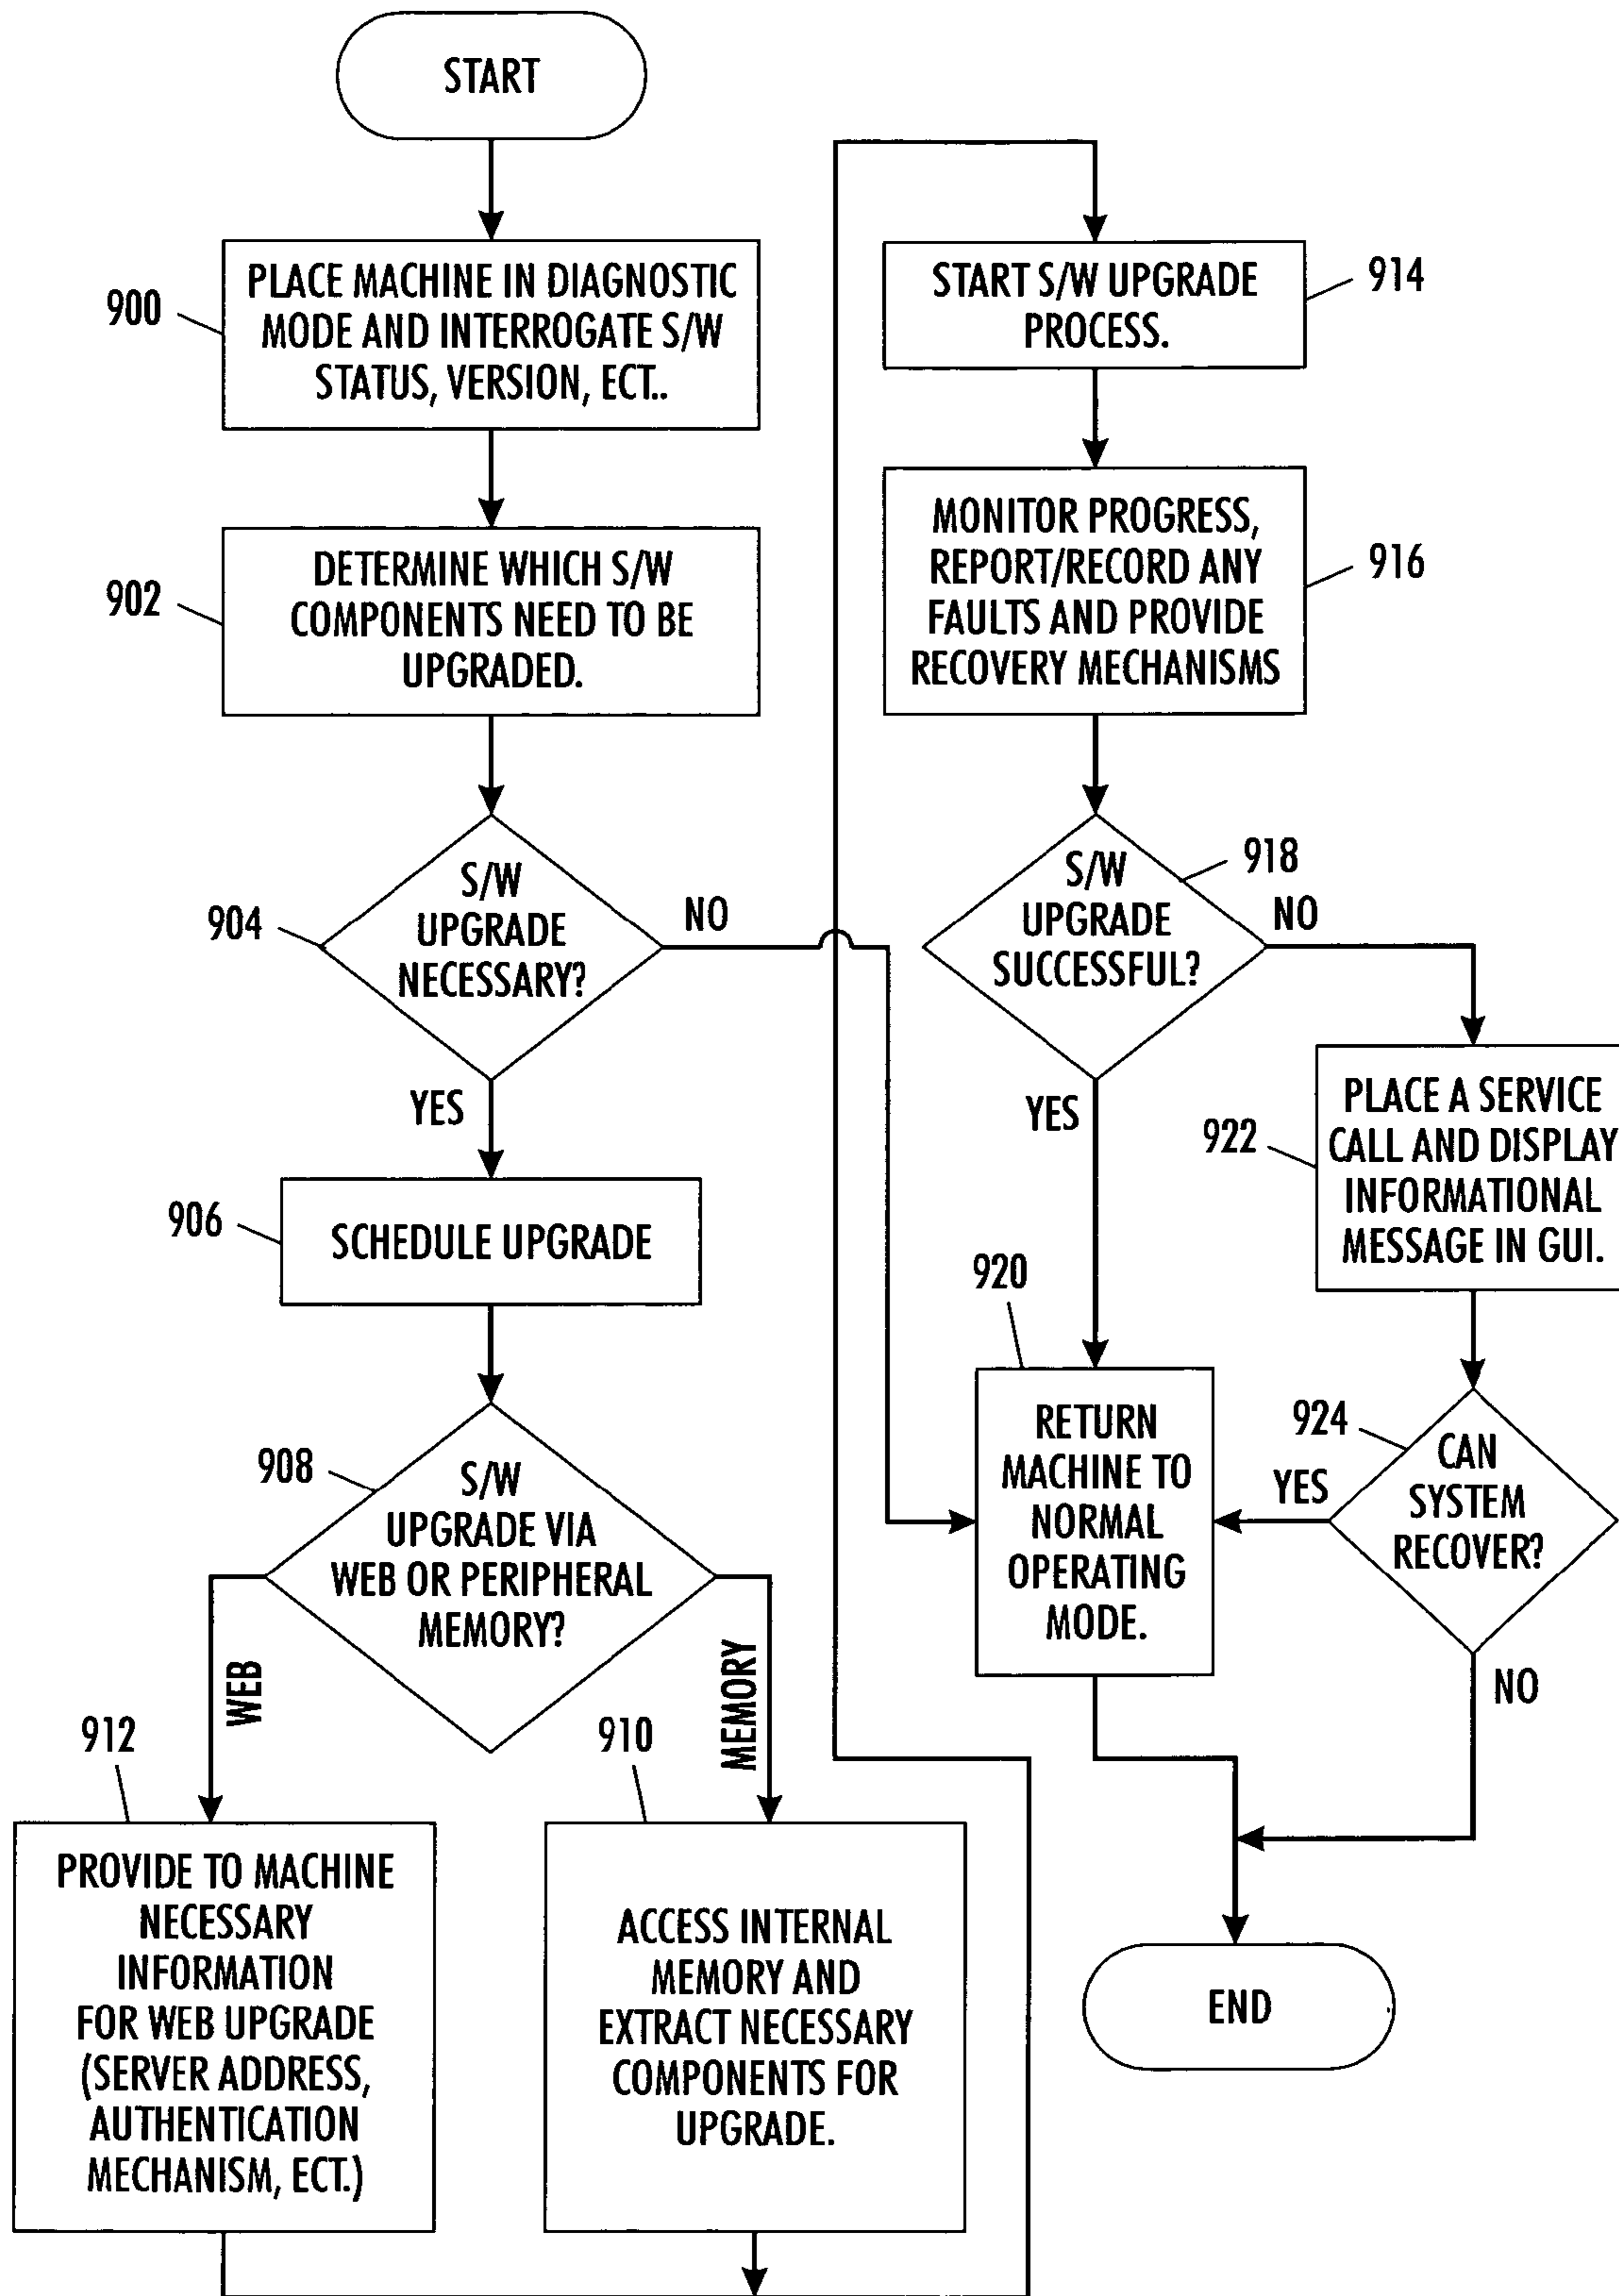 START
900
PLACE MACHINE IN DIAGNOSTIC
MODE AND INTERROGATE S/W
STATUS, VERSION, ECT..
902
DETERMINE WHICH S/W
COMPONENTS NEED TO BE
UPGRADED.
904
S/W
UPGRADE
NECESSARY?
NO
YES
906
SCHEDULE UPGRADE
908
S/W
UPGRADE VIA
WEB OR PERIPHERAL
MEMORY?
WEB
MEMORY
912
PROVIDE TO MACHINE
NECESSARY
INFORMATION
FOR WEB UPGRADE
(SERVER ADDRESS,
AUTHENTICATION
MECHANISM, ECT.)
910
ACCESS INTERNAL
MEMORY AND
EXTRACT NECESSARY
COMPONENTS FOR
UPGRADE.
START S/W UPGRADE
PROCESS.
914
MONITOR PROGRESS,
REPORT/RECORD ANY
FAULTS AND PROVIDE
RECOVERY MECHANISMS
916
S/W
UPGRADE
SUCCESSFUL?
918
NO
YES
922
PLACE A SERVICE
CALL AND DISPLAY
INFORMATIONAL
MESSAGE IN GUI.
920
RETURN
MACHINE TO
NORMAL
OPERATING
MODE.
924
CAN
SYSTEM
RECOVER?
YES
NO
END